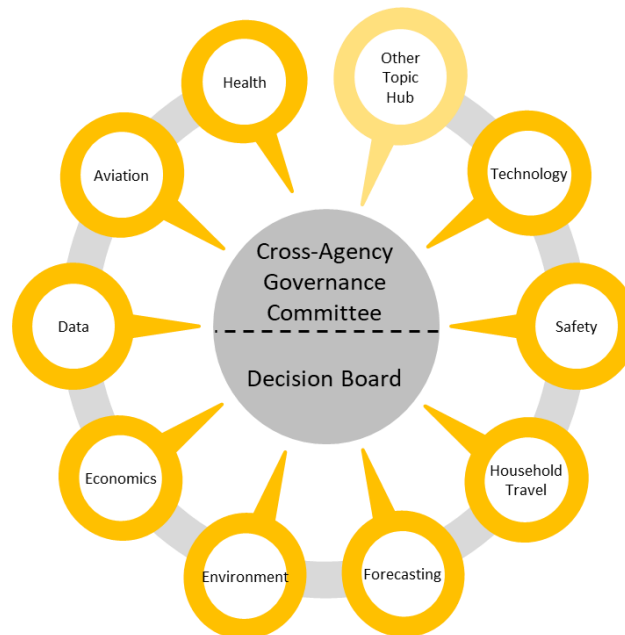 Health
Other
Topic
Hub
Aviation
Technology
Cross-Agency
Governance
Committee
Data
Safety
Decision Board
Economics
Household
Travel
Environment
Forecasting